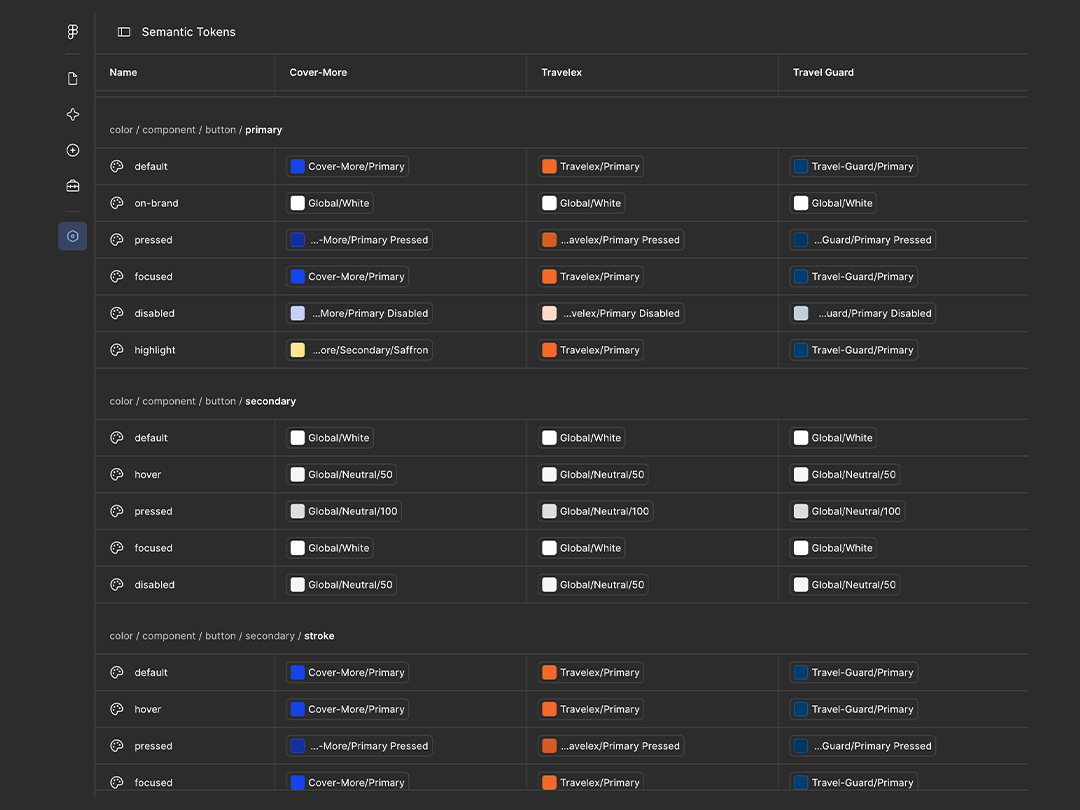 Semantic Tokens
Name Cover-More Travelex Travel Guard
color / component / button / primary
default Cover-More/Primary Travelex/Primary Travel-Guard/Primary
on-brand Global/White Global/White Global/White
pressed ...-More/Primary Pressed ...avelex/Primary Pressed ...Guard/Primary Pressed
focused Cover-More/Primary Travelex/Primary Travel-Guard/Primary
disabled ...More/Primary Disabled ...velex/Primary Disabled ...uard/Primary Disabled
highlight ...ore/Secondary/Saffron Travelex/Primary Travel-Guard/Primary
color / component / button / secondary
default Global/White Global/White Global/White
hover Global/Neutral/50 Global/Neutral/50 Global/Neutral/50
pressed Global/Neutral/100 Global/Neutral/100 Global/Neutral/100
focused Global/White Global/White Global/White
disabled Global/Neutral/50 Global/Neutral/50 Global/Neutral/50
color / component / button / secondary / stroke
default Cover-More/Primary Travelex/Primary Travel-Guard/Primary
hover Cover-More/Primary Travelex/Primary Travel-Guard/Primary
pressed ...-More/Primary Pressed ...avelex/Primary Pressed ...Guard/Primary Pressed
focused Cover-More/Primary Travelex/Primary Travel-Guard/Primary